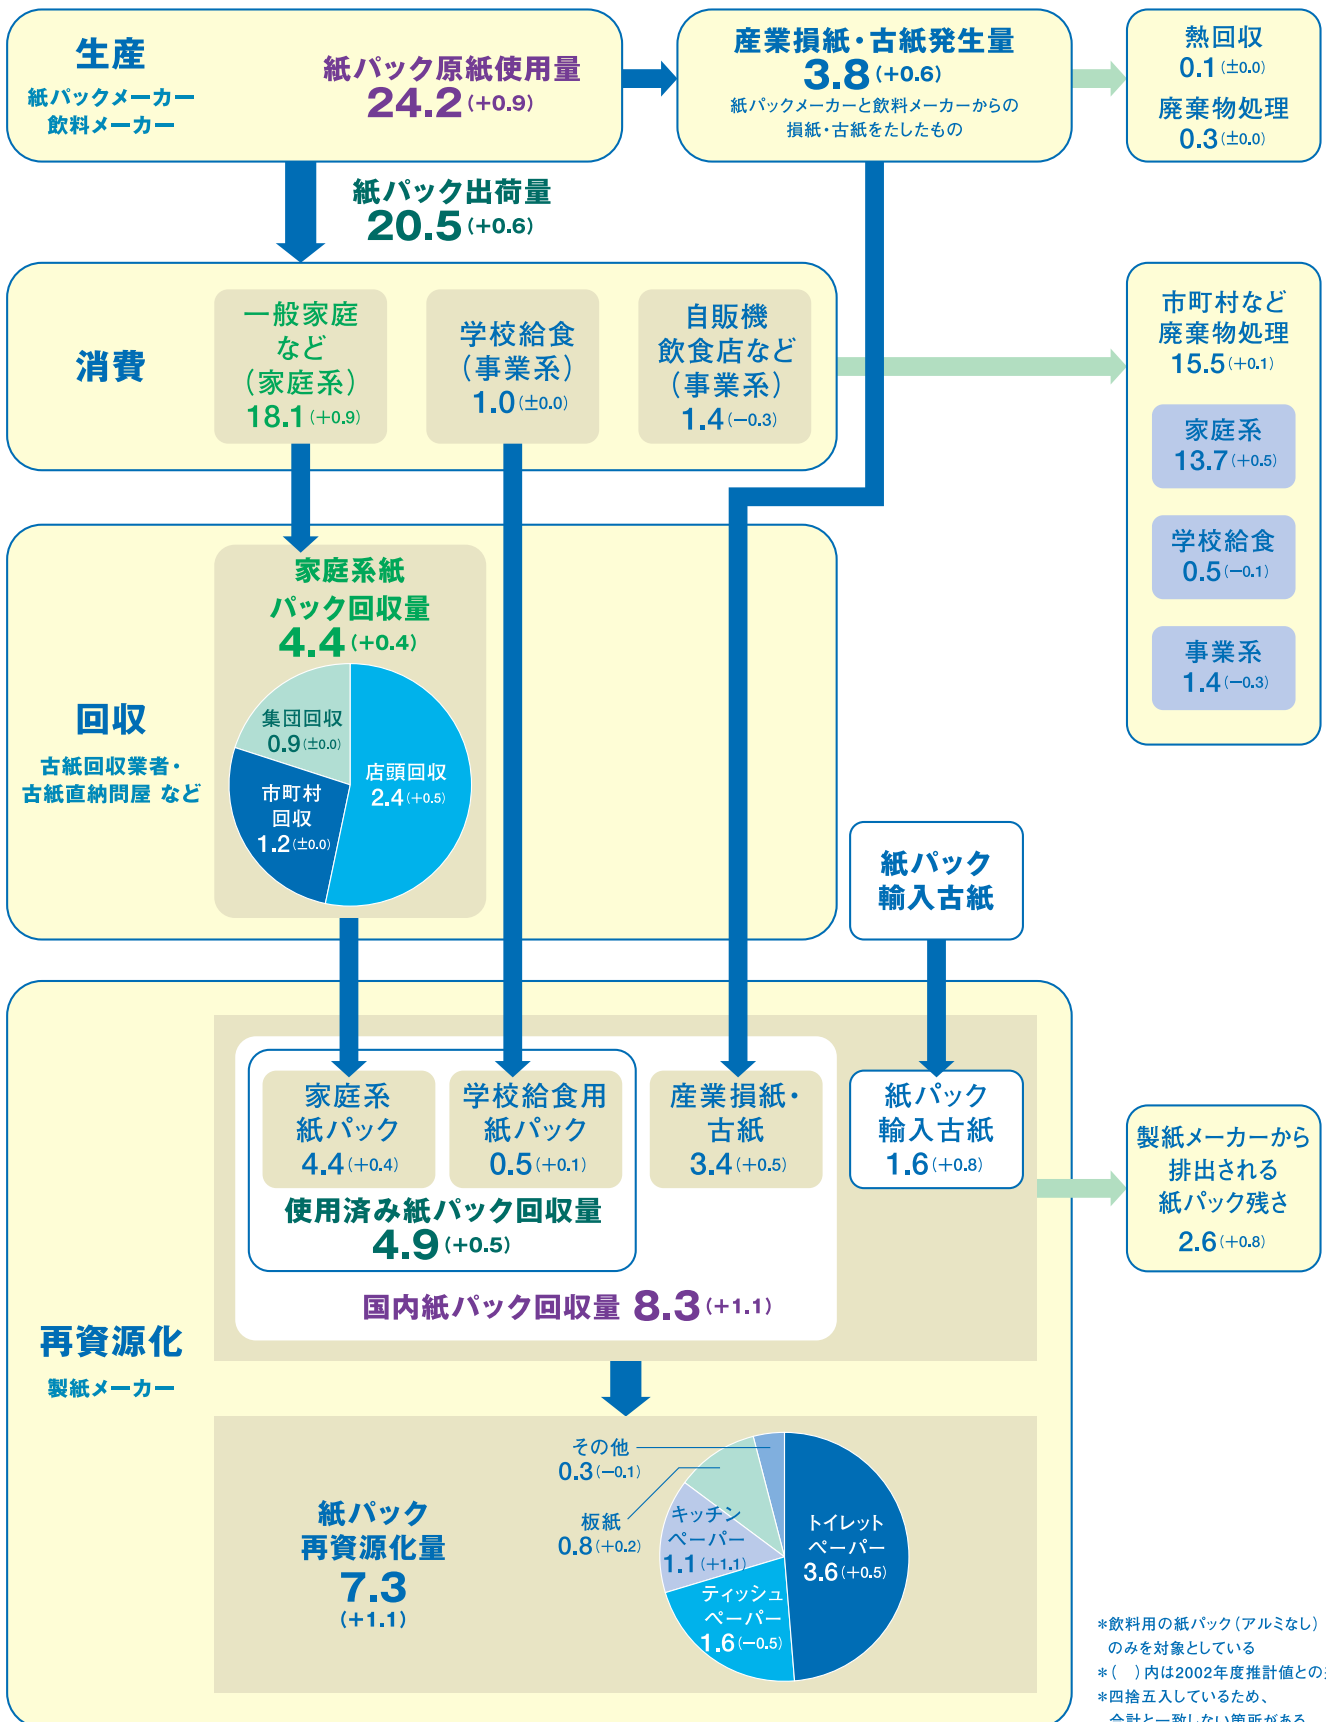 生産
紙パックメーカー
飲料メーカー
紙パック原紙使用量
24.2(+0.9)
産業損紙・古紙発生量
3.8(+0.6)
紙パックメーカーと飲料メーカーからの
損紙・古紙をたしたもの
熱回収
0.1(±0.0)
廃棄物処理
0.3(±0.0)
紙パック出荷量
20.5(+0.6)
消費
一般家庭
など
(家庭系)
18.1(+0.9)
学校給食
(事業系)
1.0(±0.0)
自販機
飲食店など
(事業系)
1.4(−0.3)
市町村など
廃棄物処理
15.5(+0.1)
家庭系
13.7(+0.5)
学校給食
0.5(−0.1)
事業系
1.4(−0.3)
回収
古紙回収業者・
古紙直納問屋 など
家庭系紙
パック回収量
4.4(+0.4)
集団回収
0.9(±0.0)
店頭回収
2.4(+0.5)
市町村
回収
1.2(±0.0)
紙パック
輸入古紙
再資源化
製紙メーカー
家庭系
紙パック
4.4(+0.4)
学校給食用
紙パック
0.5(+0.1)
産業損紙・
古紙
3.4(+0.5)
紙パック
輸入古紙
1.6(+0.8)
使用済み紙パック回収量
4.9(+0.5)
国内紙パック回収量 8.3(+1.1)
製紙メーカーから
排出される
紙パック残さ
2.6(+0.8)
紙パック
再資源化量
7.3
(+1.1)
その他
0.3(−0.1)
板紙
0.8(+0.2)
キッチン
ペーパー
1.1(+1.1)
ティッシュ
ペーパー
1.6(−0.5)
トイレット
ペーパー
3.6(+0.5)
*飲料用の紙パック(アルミなし)
のみを対象としている
*( )内は2002年度推計値との
*四捨五入しているため、
合計と一致しない箇所がある